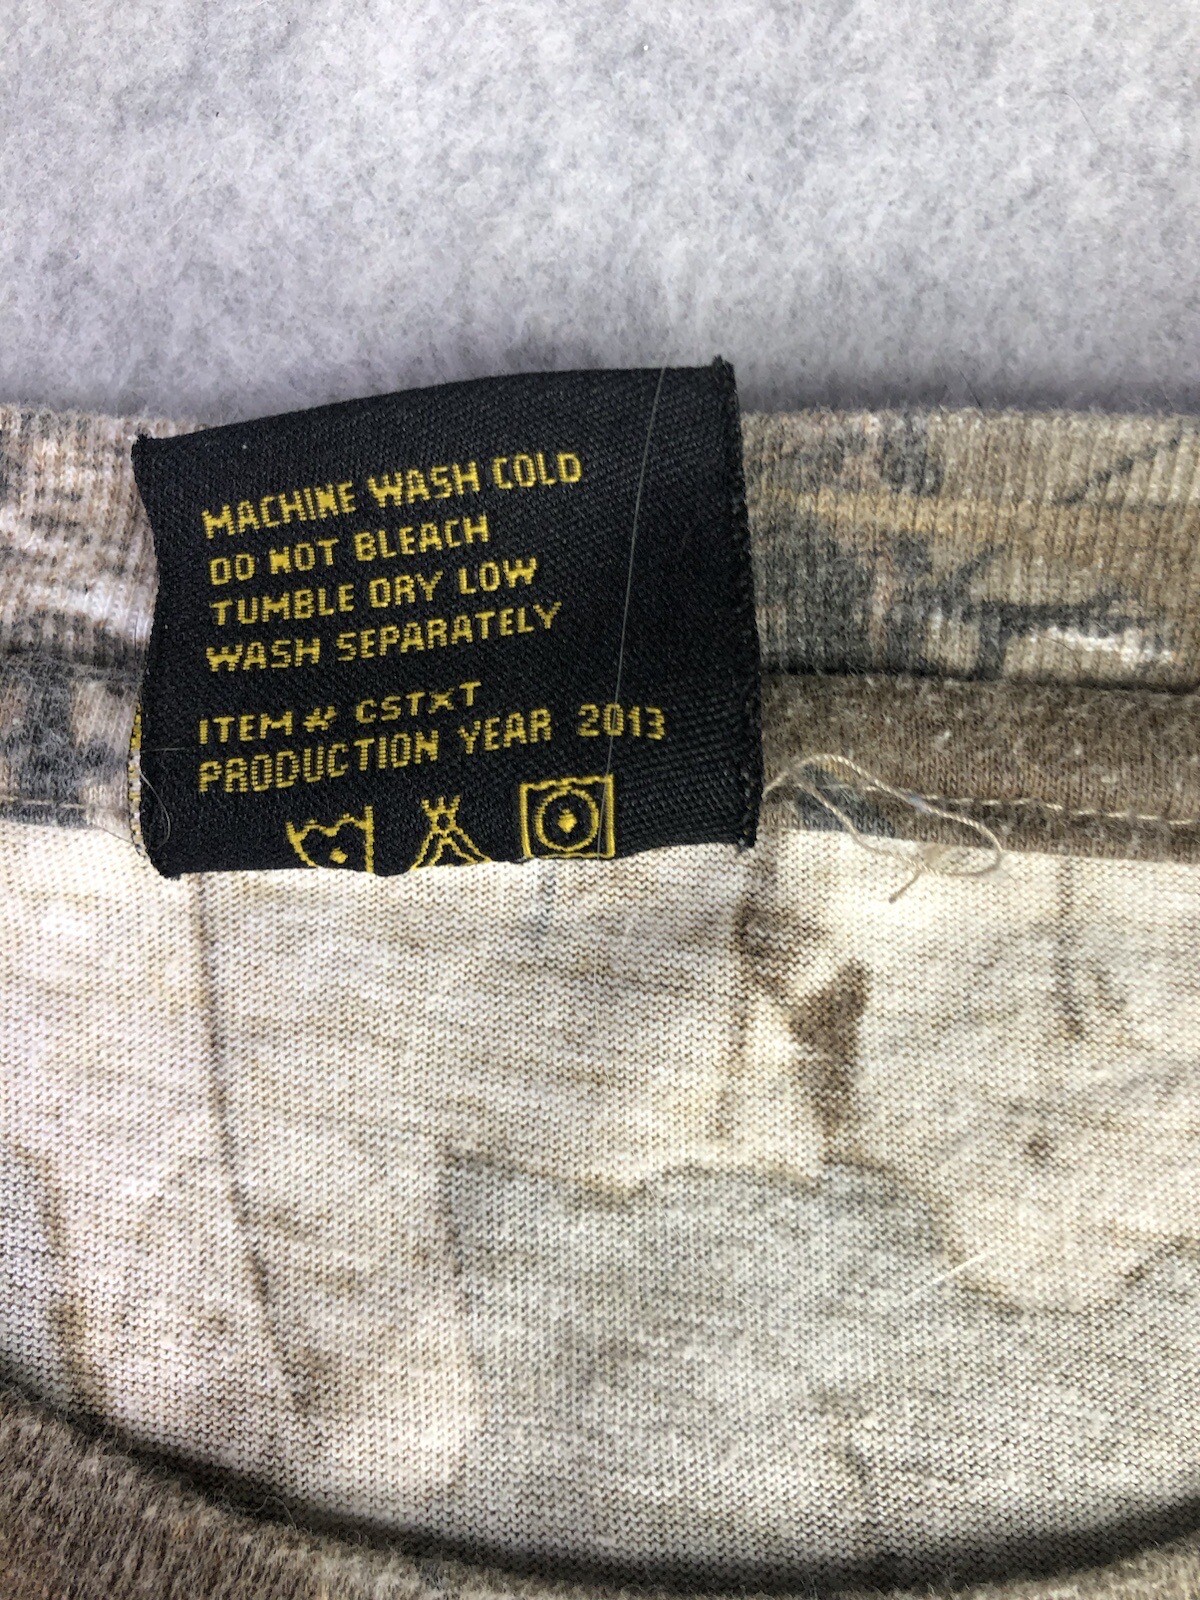 MACHINE WASH COLD
DO NOT BLEACH
TUMBLE DRY LOW
WASH SEPARATELY
ITEM# CSTXT
PRODUCTION YEAR 2013